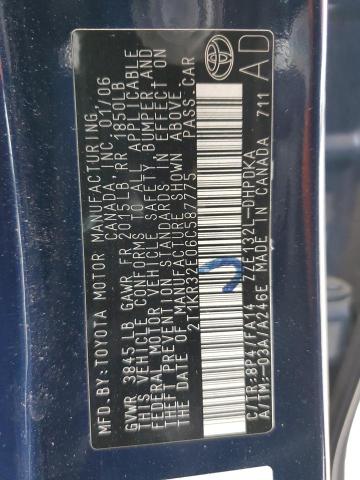 MFD.BY:TOYOTA MOTOR MANUFACTURING.
CANADA, INC. 01/06
GVWR 3845LB GAWR FR 2015LB,RR 1850LB
THIS VEHICLE CONFORMS TO ALL APPLICABLE
FEDERAL MOTOR VEHICLE SAFETY, BUMPER AND
THEFT PREVENTION STANDARDS IN EFFECT ON
THE DATE OF MANUFACTURE SHOWN ABOVE.
2T1KR32E06C587775 PASS.CAR
C/TR:8P4/FA14 ZZE132L-DHPDKA
A/TM:-03A/A246E MADE IN CANADA 711
AD